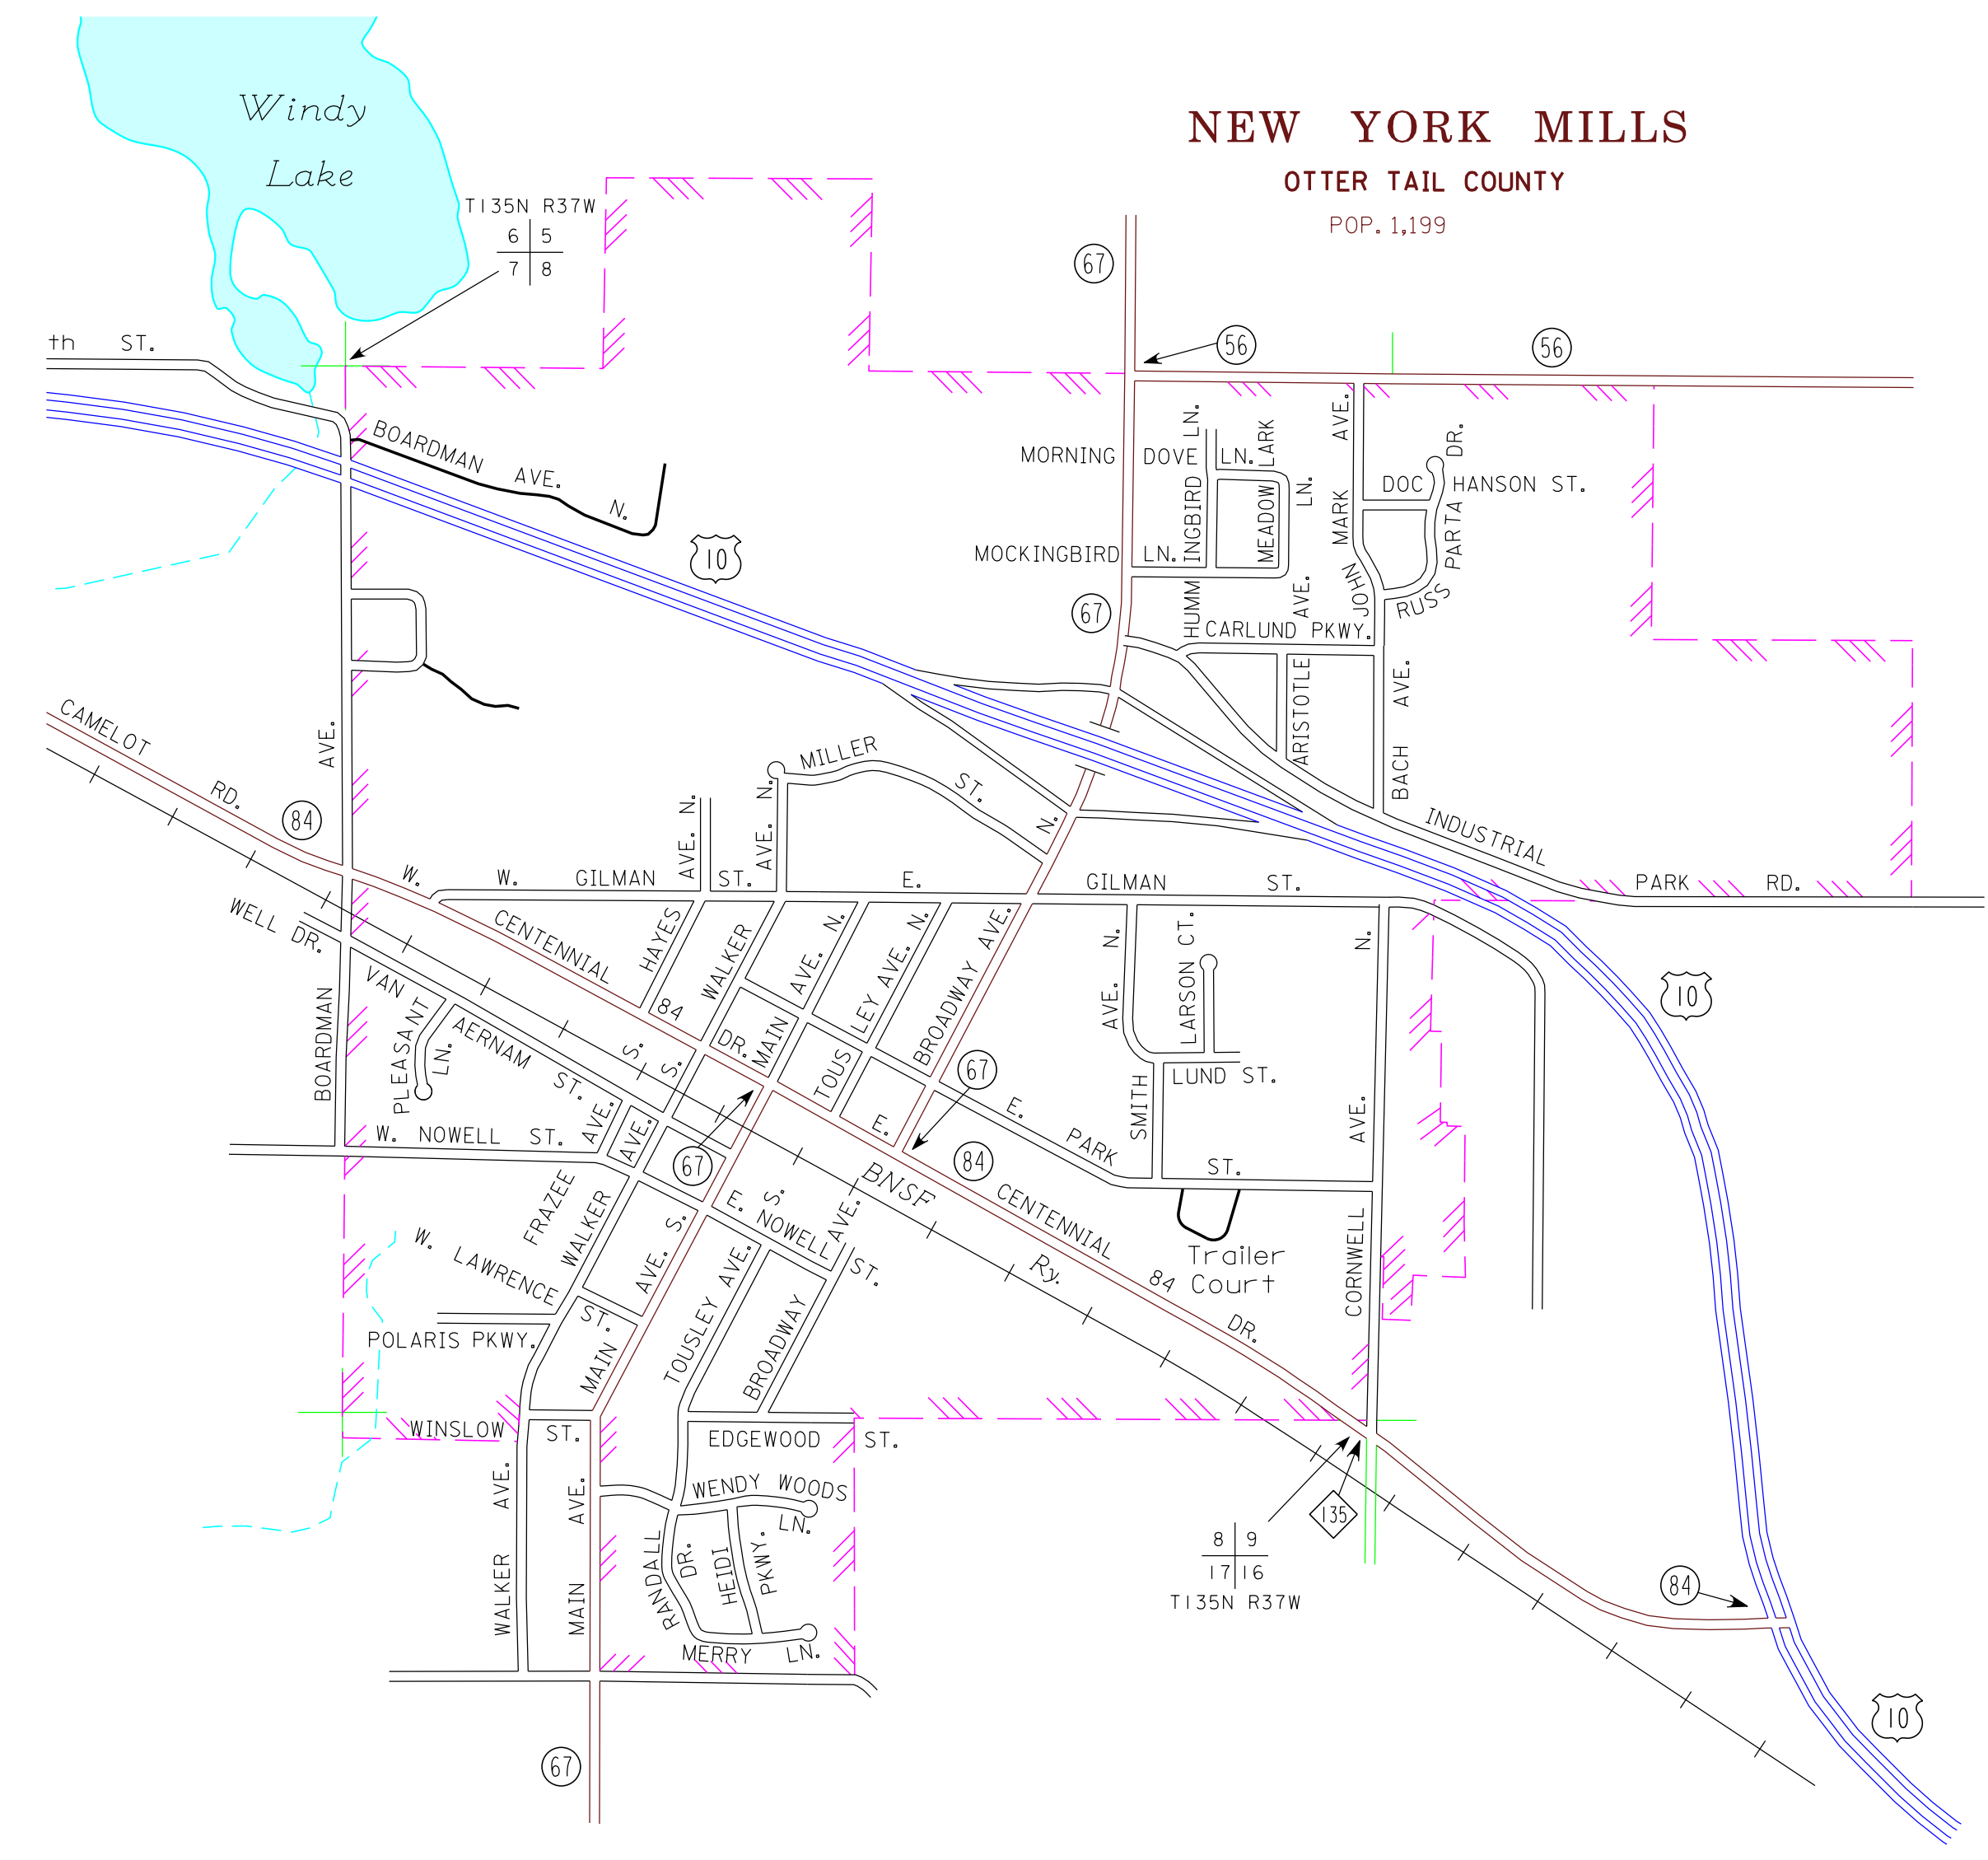 NEW YORK MILLS
OTTER TAIL COUNTY
POP. 1,199
Windy
Lake
T135N R37W
6 5
7 8
67
56
56
th ST.
BOARDMAN AVE. N.
10
MORNING DOVE LN.
MOCKINGBIRD LN.
HUMMINGBIRD LN.
MEADOWLARK LN.
JOHN MARK AVE.
DOC HANSON ST.
RUSS PARTA DR.
67
CARLUND PKWY.
ARISTOTLE AVE.
BACH AVE.
INDUSTRIAL PARK RD.
CAMELOT RD.
84
BOARDMAN AVE.
MILLER ST.
W. GILMAN ST.
E. GILMAN ST.
W. CENTENNIAL 84 DR.
HAYES AVE. N.
WALKER AVE. N.
MAIN AVE. N.
TOUSLEY AVE. N.
BROADWAY AVE. N.
SMITH AVE. N.
LARSON CT.
LUND ST.
CORNWELL AVE. N.
10
WELL DR.
VAN AERNAM ST.
PLEASANT LN.
W. NOWELL ST.
67
67
E. PARK ST.
84
E. CENTENNIAL 84 DR.
BNSF Ry.
Trailer
Court
FRAZEE AVE. S.
WALKER AVE. S.
E. NOWELL ST.
W. LAWRENCE ST.
MAIN AVE. S.
TOUSLEY AVE.
BROADWAY AVE. S.
POLARIS PKWY.
WINSLOW ST.
EDGEWOOD ST.
WENDY WOODS LN.
RANDALL DR.
HEIDI PKWY.
MERRY LN.
WALKER AVE.
MAIN AVE.
135
8 9
17 16
T135N R37W
84
10
67